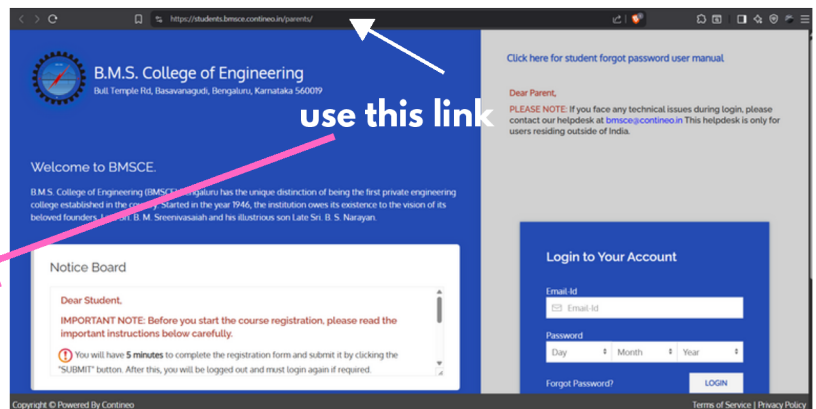 https://students.bmsce.contineo.in/parents/
B.M.S. College of Engineering
Bull Temple Rd, Basavanagudi, Bengaluru, Karnataka 560019
use this link
Welcome to BMSCE.
B.M.S. College of Engineering (BMSCE) Bengaluru has the unique distinction of being the first private engineering
college established in the country. Started in the year 1946, the institution owes its existence to the vision of its
beloved founders, Late Sri. B. M. Sreenivasaiah and his illustrious son Late Sri. B. S. Narayan.
Notice Board
Dear Student,
IMPORTANT NOTE: Before you start the course registration, please read the
important instructions below carefully.
You will have 5 minutes to complete the registration form and submit it by clicking the
"SUBMIT" button. After this, you will be logged out and must login again if required.
Click here for student forgot password user manual
Dear Parent,
PLEASE NOTE: If you face any technical issues during login, please
contact our helpdesk at bmsce@contineo.in This helpdesk is only for
users residing outside of India.
Login to Your Account
Email-Id
Email-Id
Password
Day Month Year
Forgot Password? LOGIN
Copyright © Powered By Contineo
Terms of Service | Privacy Policy